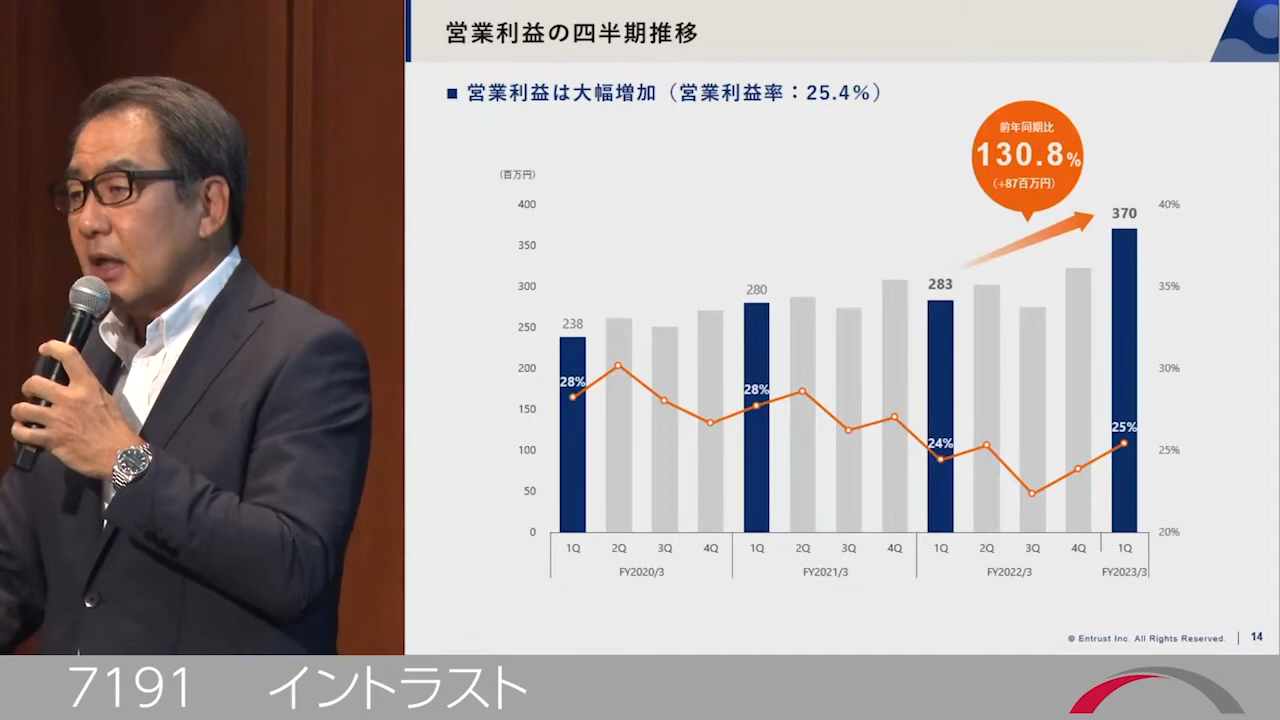 営業利益の四半期推移
■ 営業利益は大幅増加（営業利益率：25.4%）
前年同期比
130.8%
（+87百万円）
（百万円）
400
350
300
250
200
150
100
50
0
40%
35%
30%
25%
20%
238
280
283
370
28%
28%
24%
25%
1Q 2Q 3Q 4Q 1Q 2Q 3Q 4Q 1Q 2Q 3Q 4Q 1Q
FY2020/3 FY2021/3 FY2022/3 FY2023/3
© Entrust Inc. All Rights Reserved. | 14
7191 イントラスト